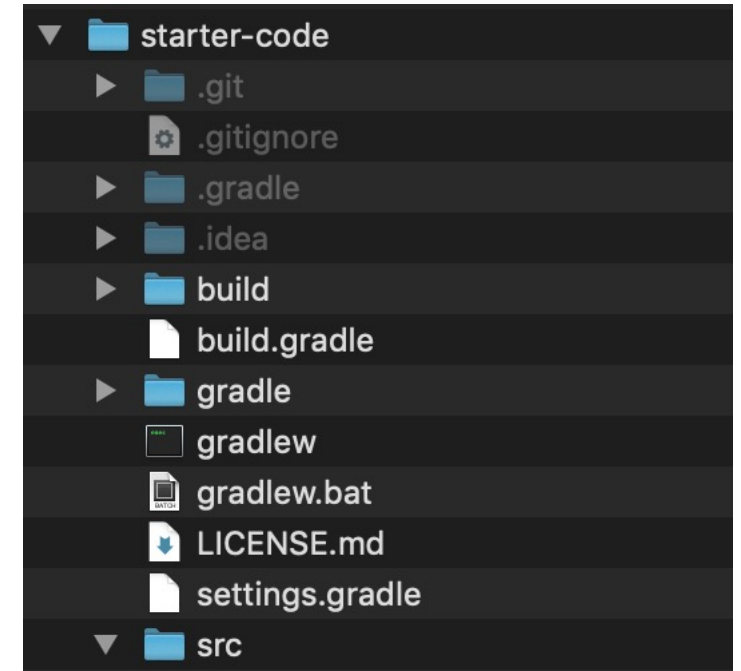 starter-code
.git
.gitignore
.gradle
.idea
build
build.gradle
gradle
gradlew
gradlew.bat
LICENSE.md
settings.gradle
src